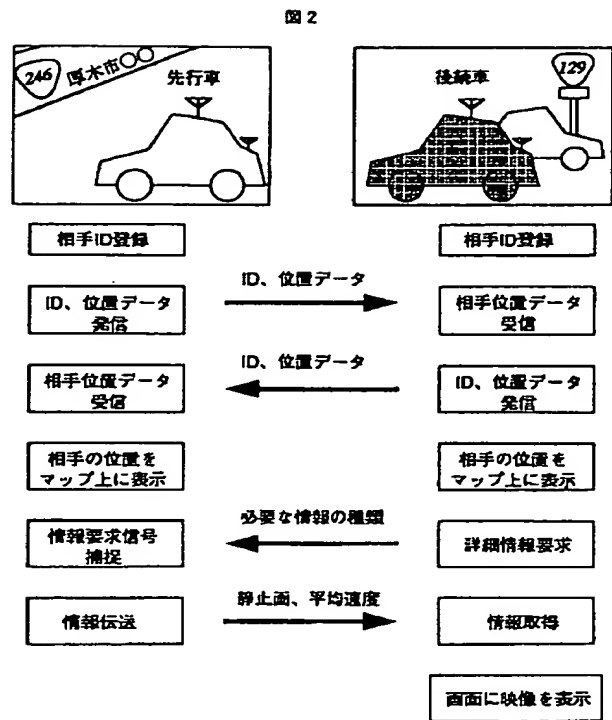 図2
246
厚木市○○
先行車
後続車
129
相手ID登録
相手ID登録
ID、位置データ
発信
ID、位置データ
相手位置データ
受信
相手位置データ
受信
ID、位置データ
ID、位置データ
発信
相手の位置を
マップ上に表示
相手の位置を
マップ上に表示
情報要求信号
捕捉
必要な情報の種類
詳細情報要求
情報伝送
静止画、平均速度
情報取得
画面に映像を表示